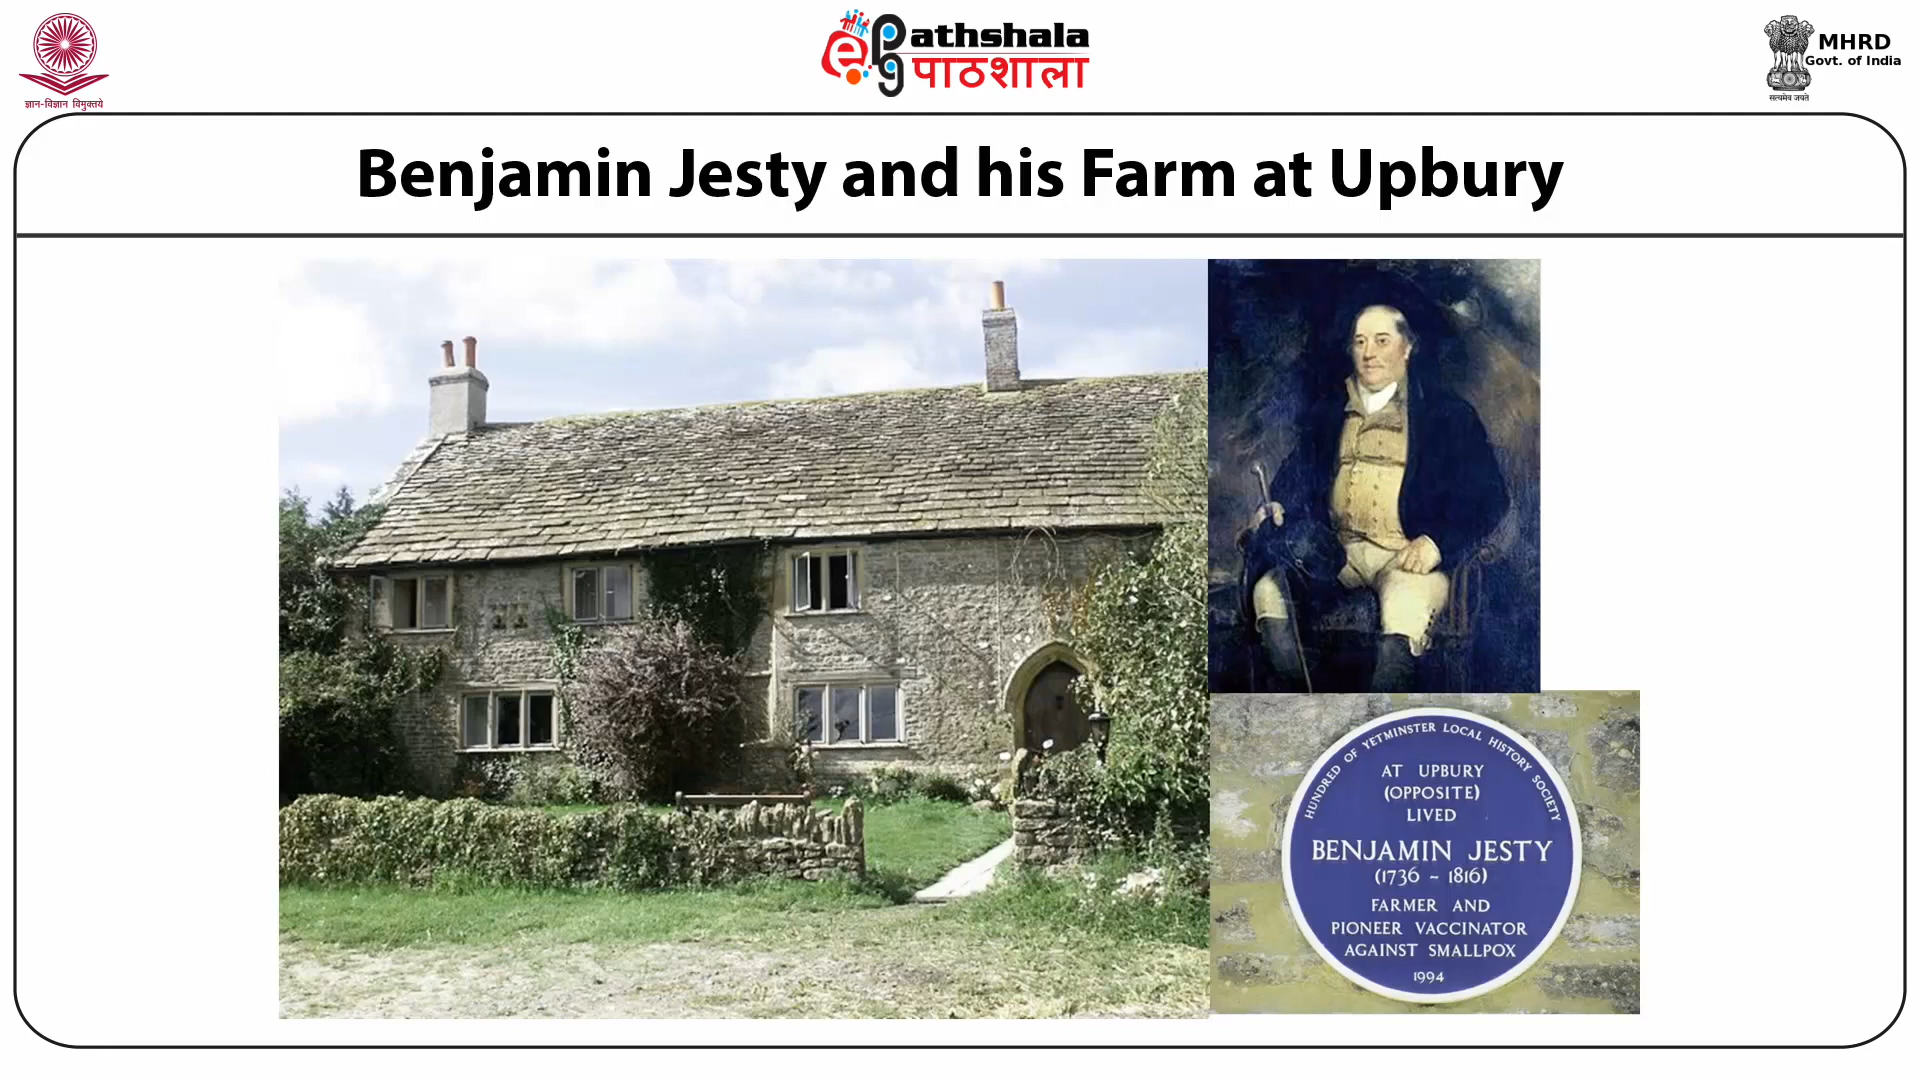 ज्ञान-विज्ञान विमुक्तये
ePathshala
पाठशाला
MHRD
Govt. of India
सत्यमेव जयते
Benjamin Jesty and his Farm at Upbury
HUNDRED OF YETMINSTER LOCAL HISTORY SOCIETY
AT UPBURY
(OPPOSITE)
LIVED
BENJAMIN JESTY
(1736 - 1816)
FARMER AND
PIONEER VACCINATOR
AGAINST SMALLPOX
1994